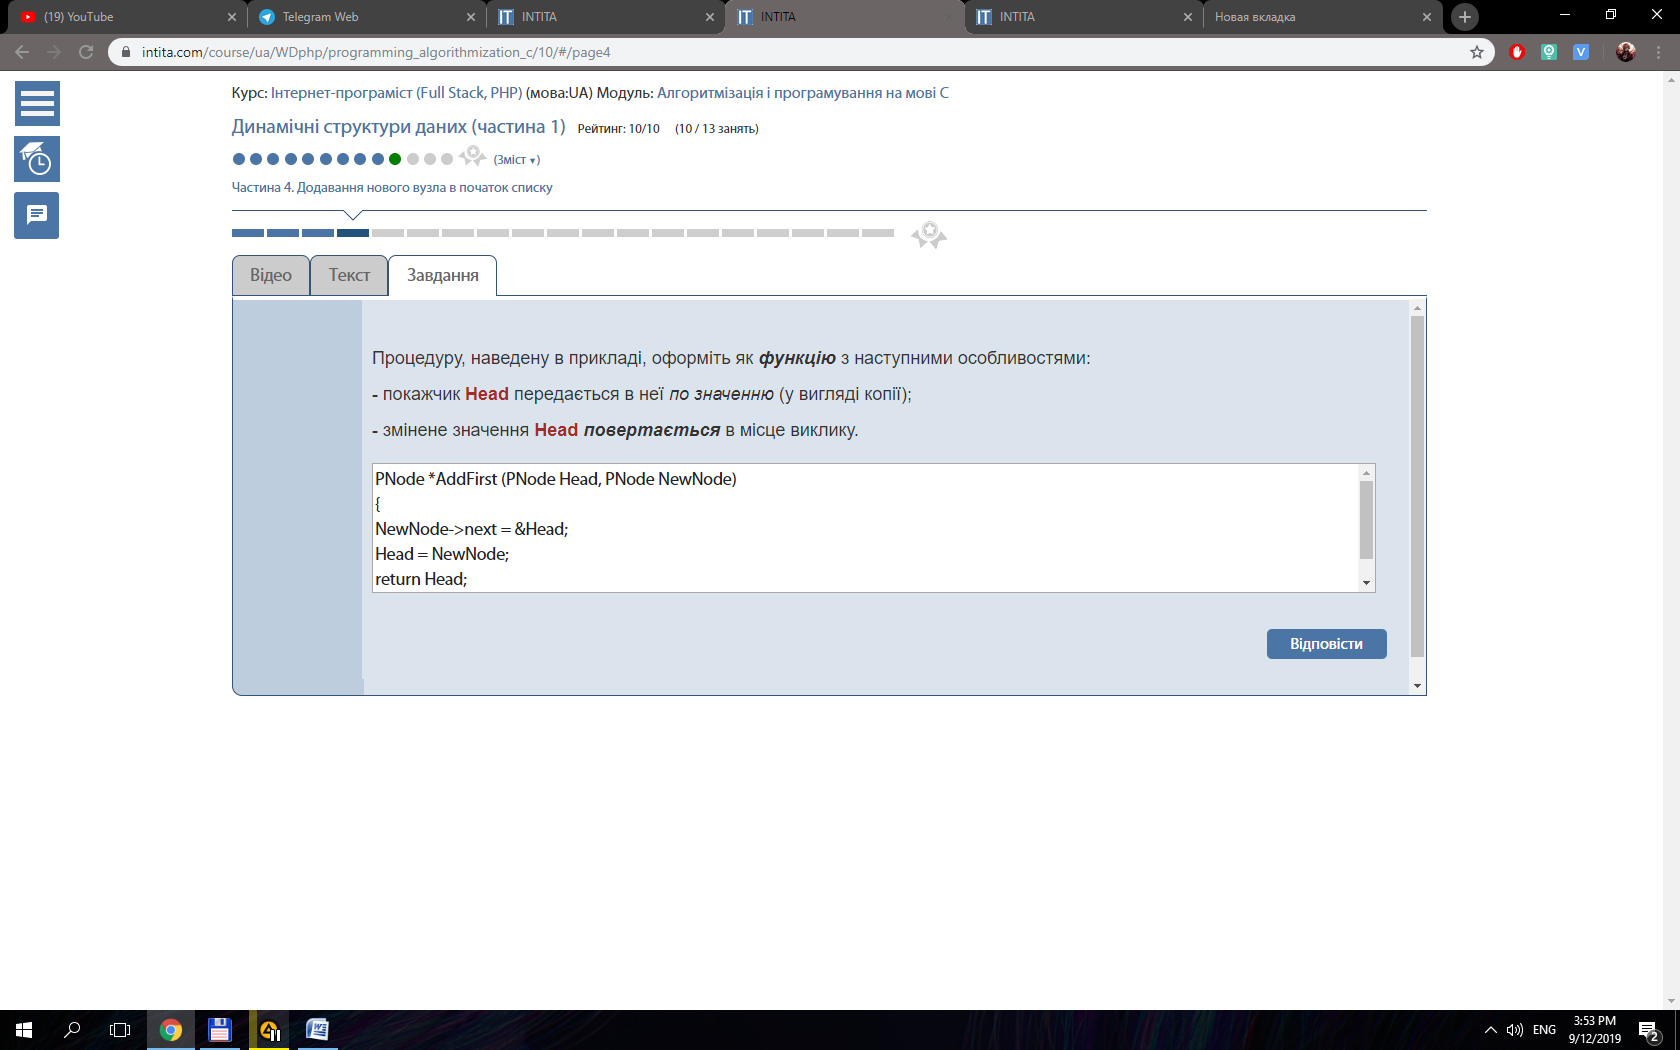 (19) YouTube
Telegram Web
INTITA
INTITA
INTITA
Новая вкладка
intita.com/course/ua/WDphp/programming_algorithmization_c/10/#/page4
Курс: Інтернет-програміст (Full Stack, PHP) (мова:UA) Модуль: Алгоритмізація і програмування на мові С
Динамічні структури даних (частина 1) Рейтинг: 10/10 (10 / 13 занять)
(Зміст ▾)
Частина 4. Додавання нового вузла в початок списку
Відео
Текст
Завдання
Процедуру, наведену в прикладі, оформіть як функцію з наступними особливостями:
- покажчик Head передається в неї по значенню (у вигляді копії);
- змінене значення Head повертається в місце виклику.
PNode *AddFirst (PNode Head, PNode NewNode)
{
NewNode->next = &Head;
Head = NewNode;
return Head;
Відповісти
ENG
3:53 PM
9/12/2019
2